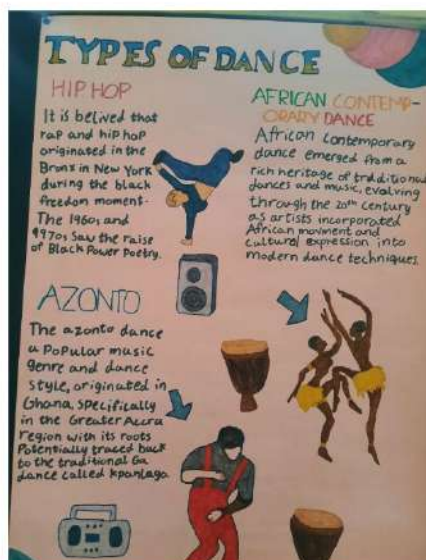 TYPES OF DANCE
HIP HOP
It is belived that
rap and hip hop
originated in the
Bronx in New York
during the black
freedom moment.
The 1960s and
1970s saw the raise
of Black Power Poetry.
AFRICAN CONTEMP-
ORARY DANCE
African contemporary
dance emerged from a
rich heritage of traditional
dances and music, evolving
through the 20th century
as artists incorporated
African movment and
cultural expression into
modern dance techniques.
AZONTO
The azonto dance
a popular music
genre and dance
style, originated in
Ghana, specifically
in the Greater Accra
region with its roots
Potentially traced back
to the traditional Ga
dance called kpanlogo.